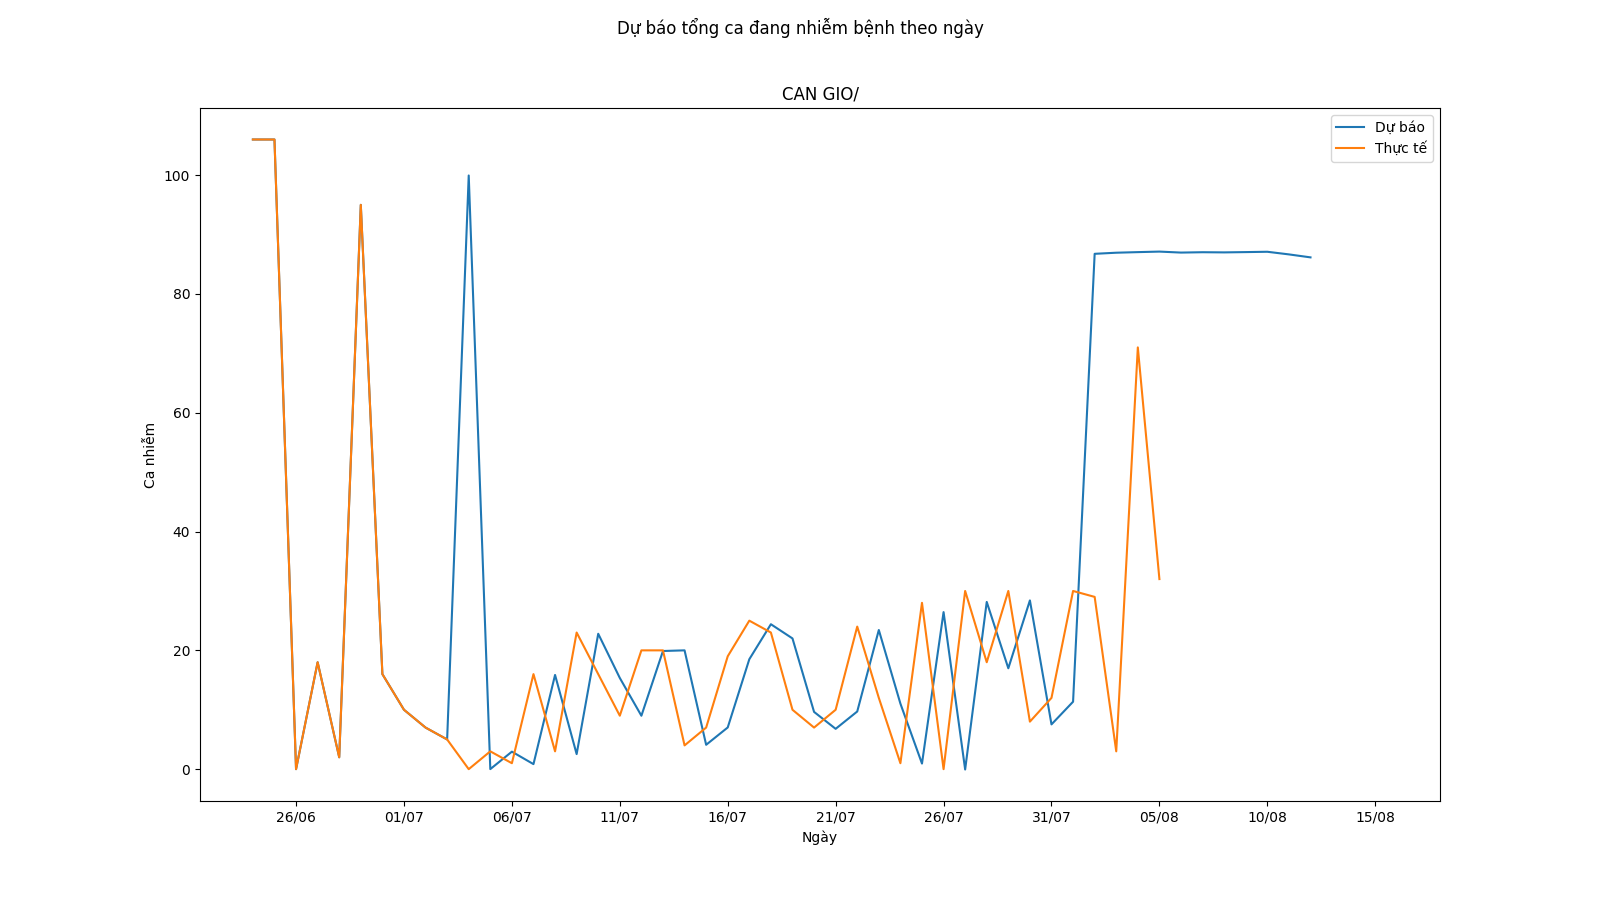 Dự báo tổng ca đang nhiễm bệnh theo ngày
CAN GIO/
Dự báo
Thực tế
100
80
60
40
20
0
Ca nhiễm
26/06
01/07
06/07
11/07
16/07
21/07
26/07
31/07
05/08
10/08
15/08
Ngày